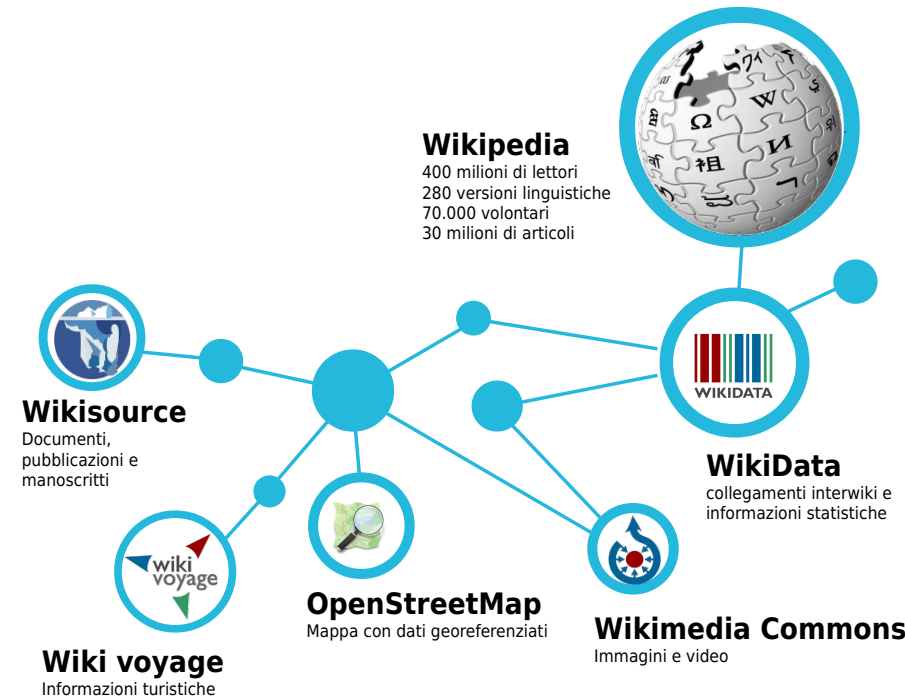 Wikipedia
400 milioni di lettori
280 versioni linguistiche
70.000 volontari
30 milioni di articoli
Ω
W
祖
И
WIKIDATA
Wikisource
Documenti,
pubblicazioni e
manoscritti
WikiData
collegamenti interwiki e
informazioni statistiche
wiki
voyage
OpenStreetMap
Mappa con dati georeferenziati
Wikimedia Commons
Immagini e video
Wiki voyage
Informazioni turistiche